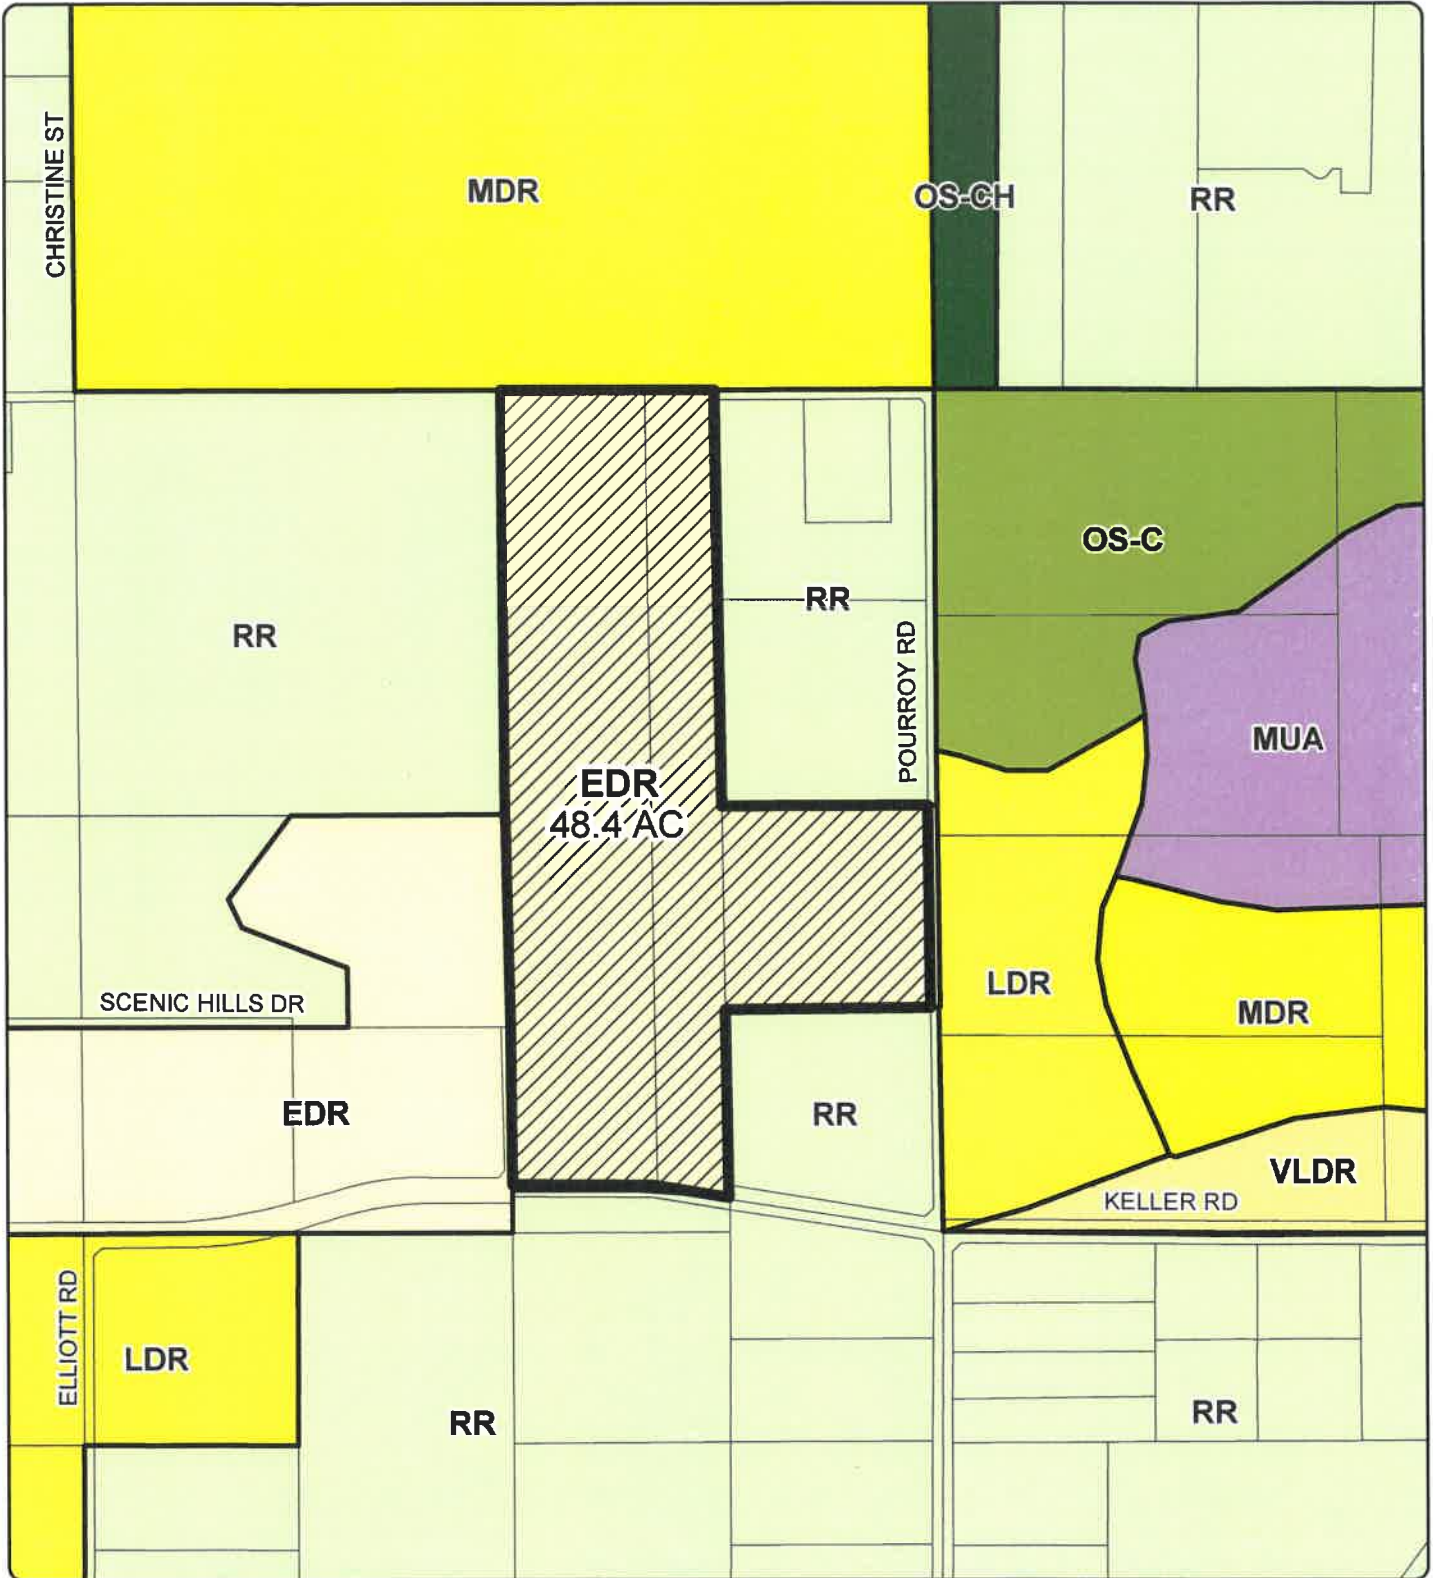 CHRISTINE ST
MDR
OS-CH
RR
OS-C
RR
RR
POURROY RD
MUA
EDR
48.4 AC
LDR
SCENIC HILLS DR
MDR
EDR
RR
VLDR
KELLER RD
ELLIOTT RD
LDR
RR
RR